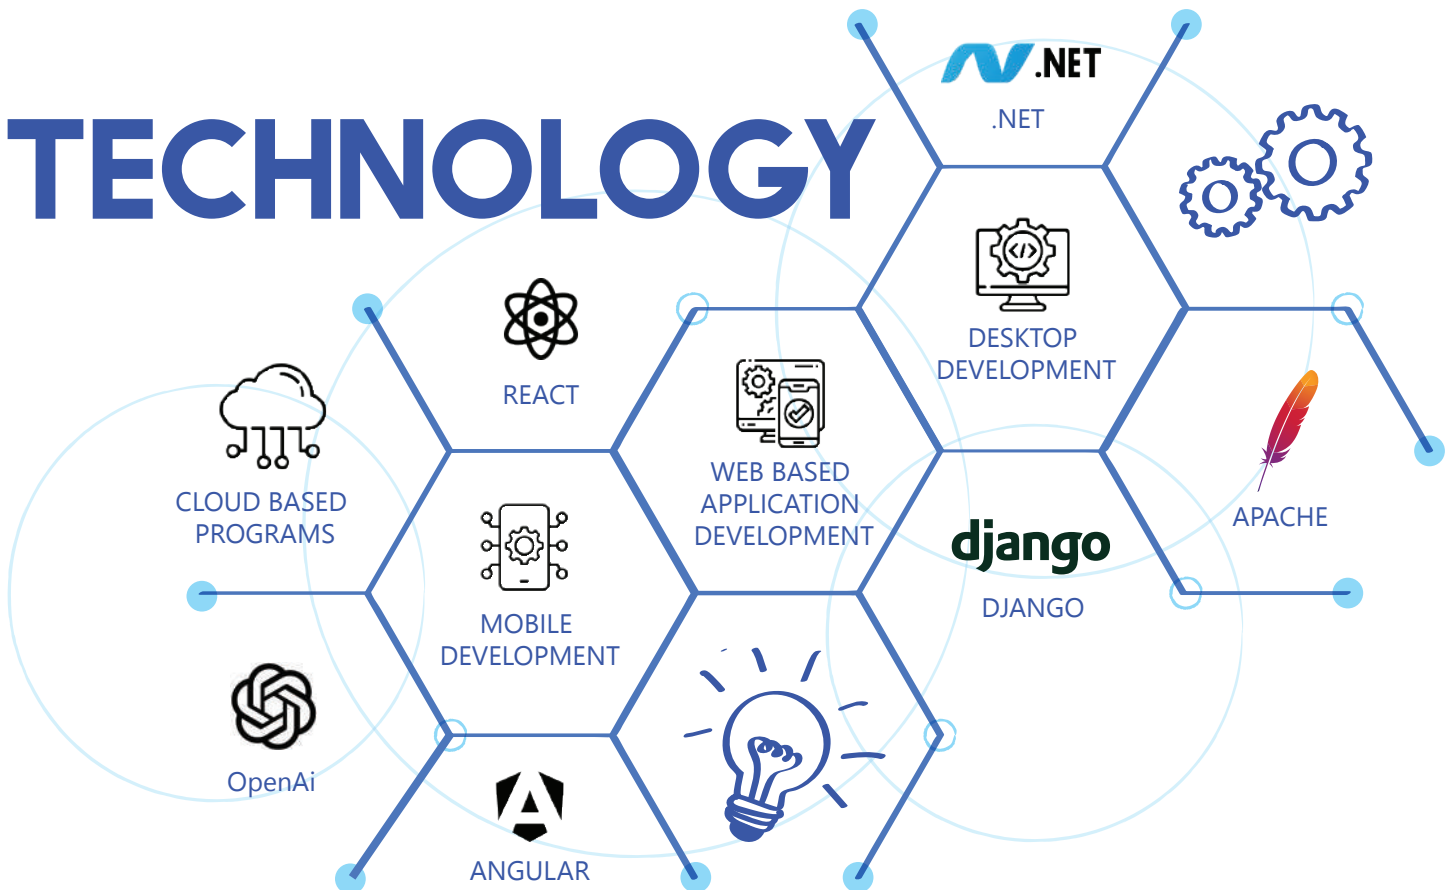 TECHNOLOGY
.NET
.NET
DESKTOP
DEVELOPMENT
REACT
WEB BASED
APPLICATION
DEVELOPMENT
CLOUD BASED
PROGRAMS
APACHE
django
DJANGO
MOBILE
DEVELOPMENT
OpenAi
ANGULAR